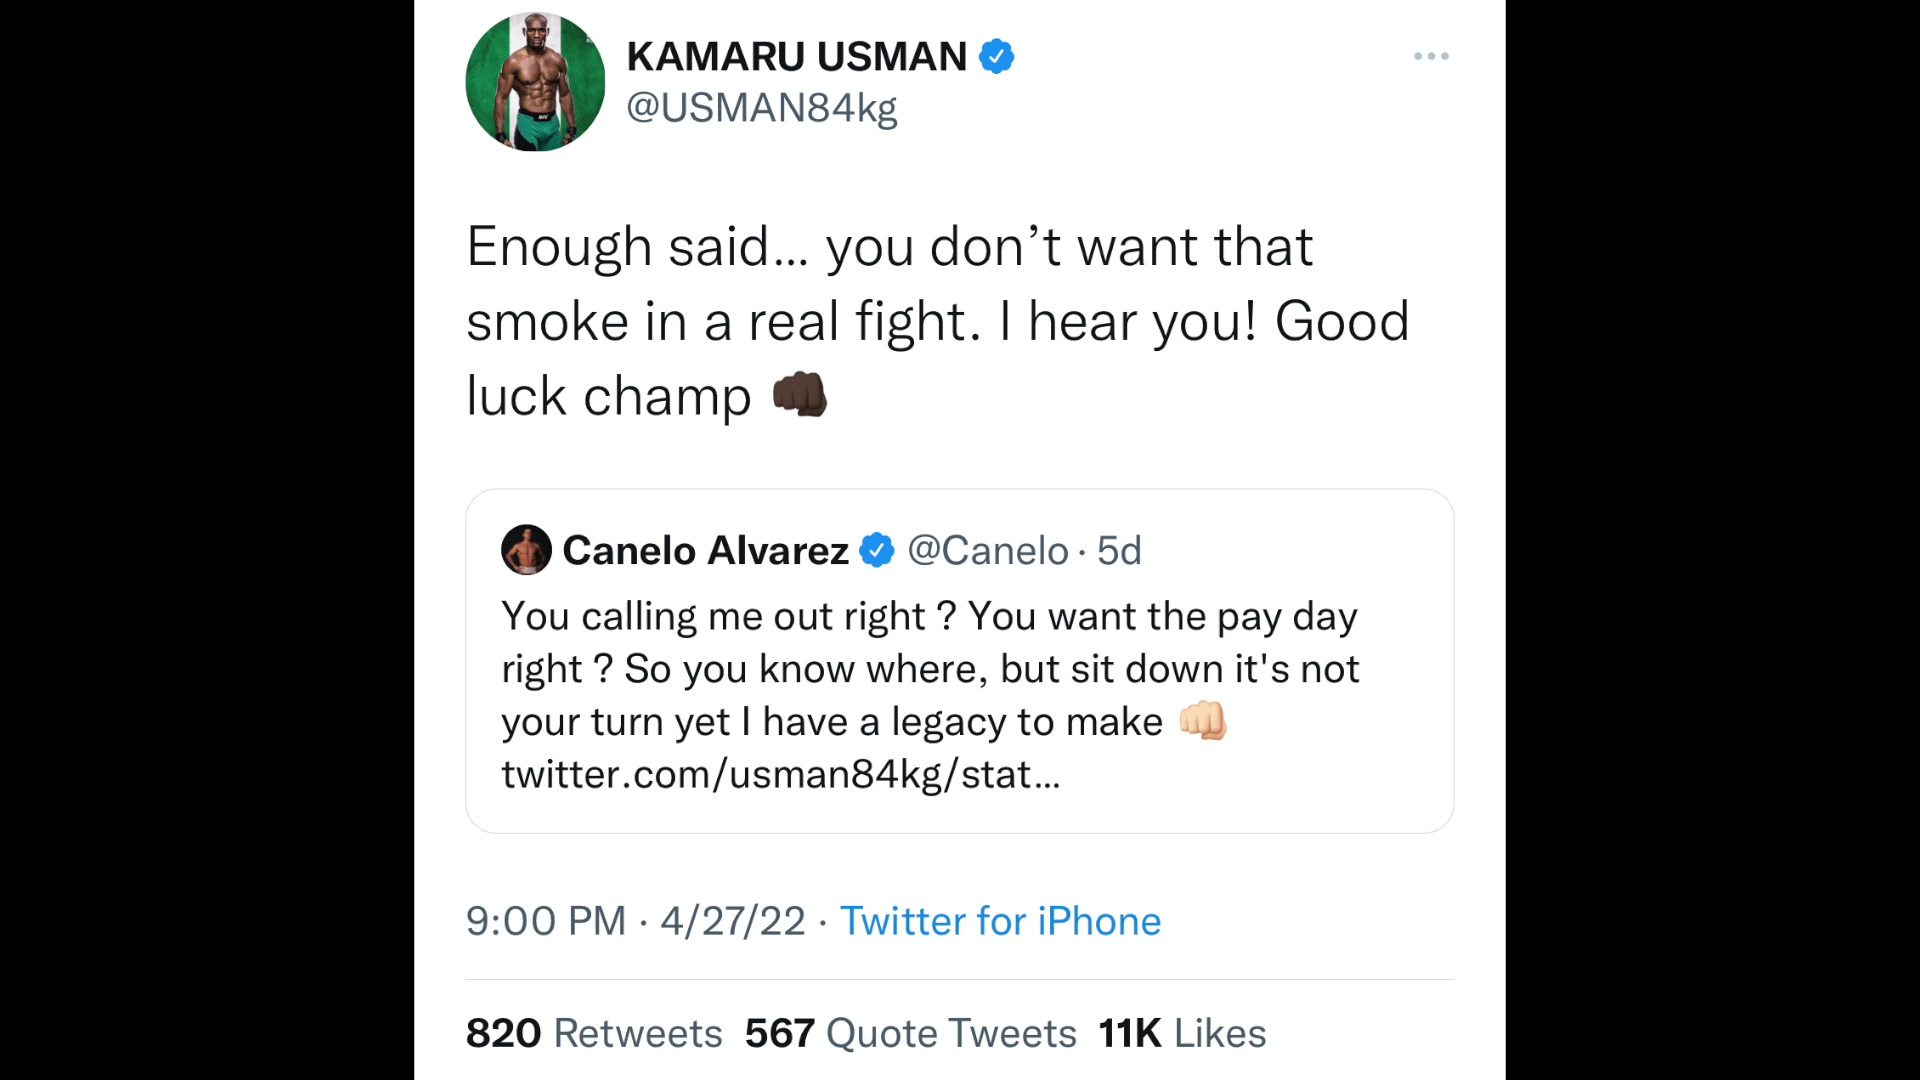 KAMARU USMAN
@USMAN84kg
Enough said... you don’t want that
smoke in a real fight. I hear you! Good
luck champ 👊🏿
Canelo Alvarez @Canelo · 5d
You calling me out right ? You want the pay day
right ? So you know where, but sit down it's not
your turn yet I have a legacy to make 👊🏻
twitter.com/usman84kg/stat...
9:00 PM · 4/27/22 · Twitter for iPhone
820 Retweets 567 Quote Tweets 11K Likes